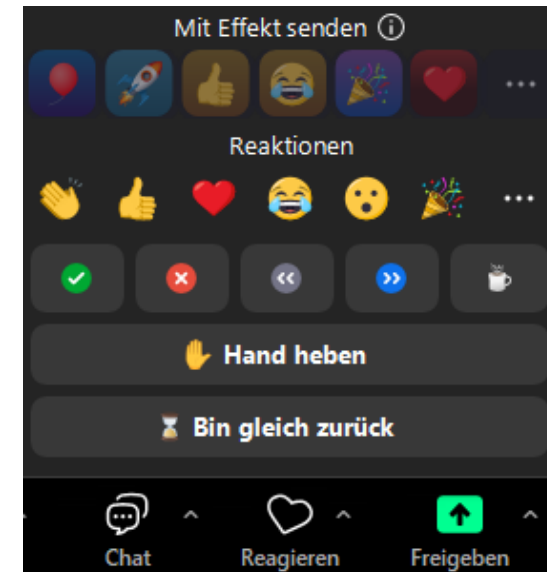 Mit Effekt senden
Reaktionen
Hand heben
Bin gleich zurück
Chat
Reagieren
Freigeben